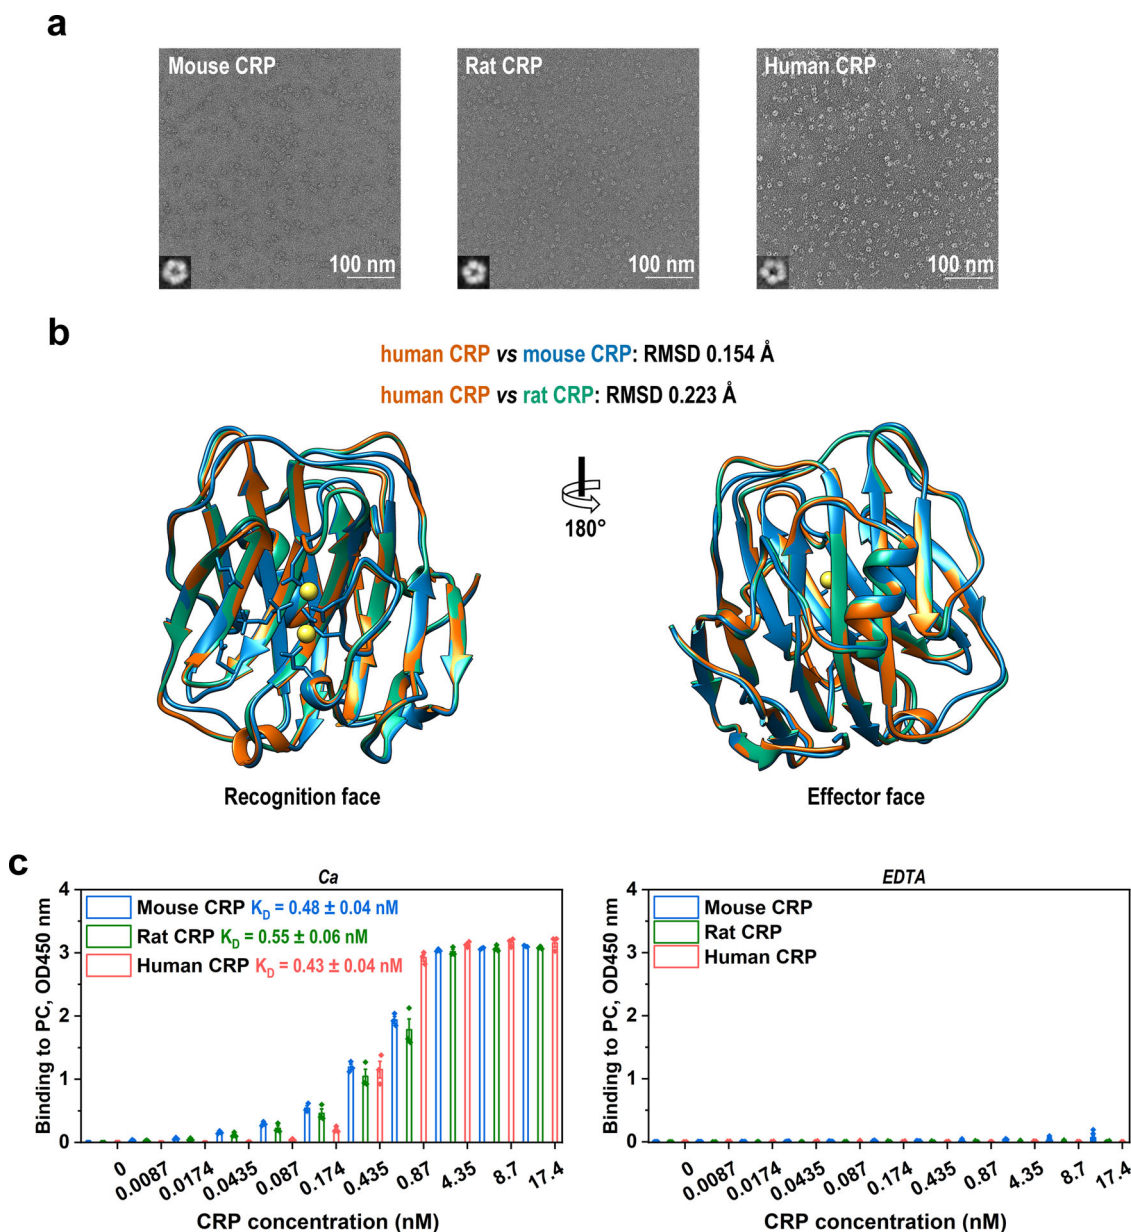 a
Mouse CRP
100 nm
Rat CRP
100 nm
Human CRP
100 nm
b
human CRP vs mouse CRP: RMSD 0.154 Å
human CRP vs rat CRP: RMSD 0.223 Å
180°
Recognition face
Effector face
c
Ca
Binding to PC, OD450 nm
4
3
2
1
0
Mouse CRP K_D = 0.48 ± 0.04 nM
Rat CRP K_D = 0.55 ± 0.06 nM
Human CRP K_D = 0.43 ± 0.04 nM
0 0.0087 0.0174 0.0435 0.087 0.174 0.435 0.87 4.35 8.7 17.4
CRP concentration (nM)
EDTA
Binding to PC, OD450 nm
4
3
2
1
0
Mouse CRP
Rat CRP
Human CRP
0 0.0087 0.0174 0.0435 0.087 0.174 0.435 0.87 4.35 8.7 17.4
CRP concentration (nM)